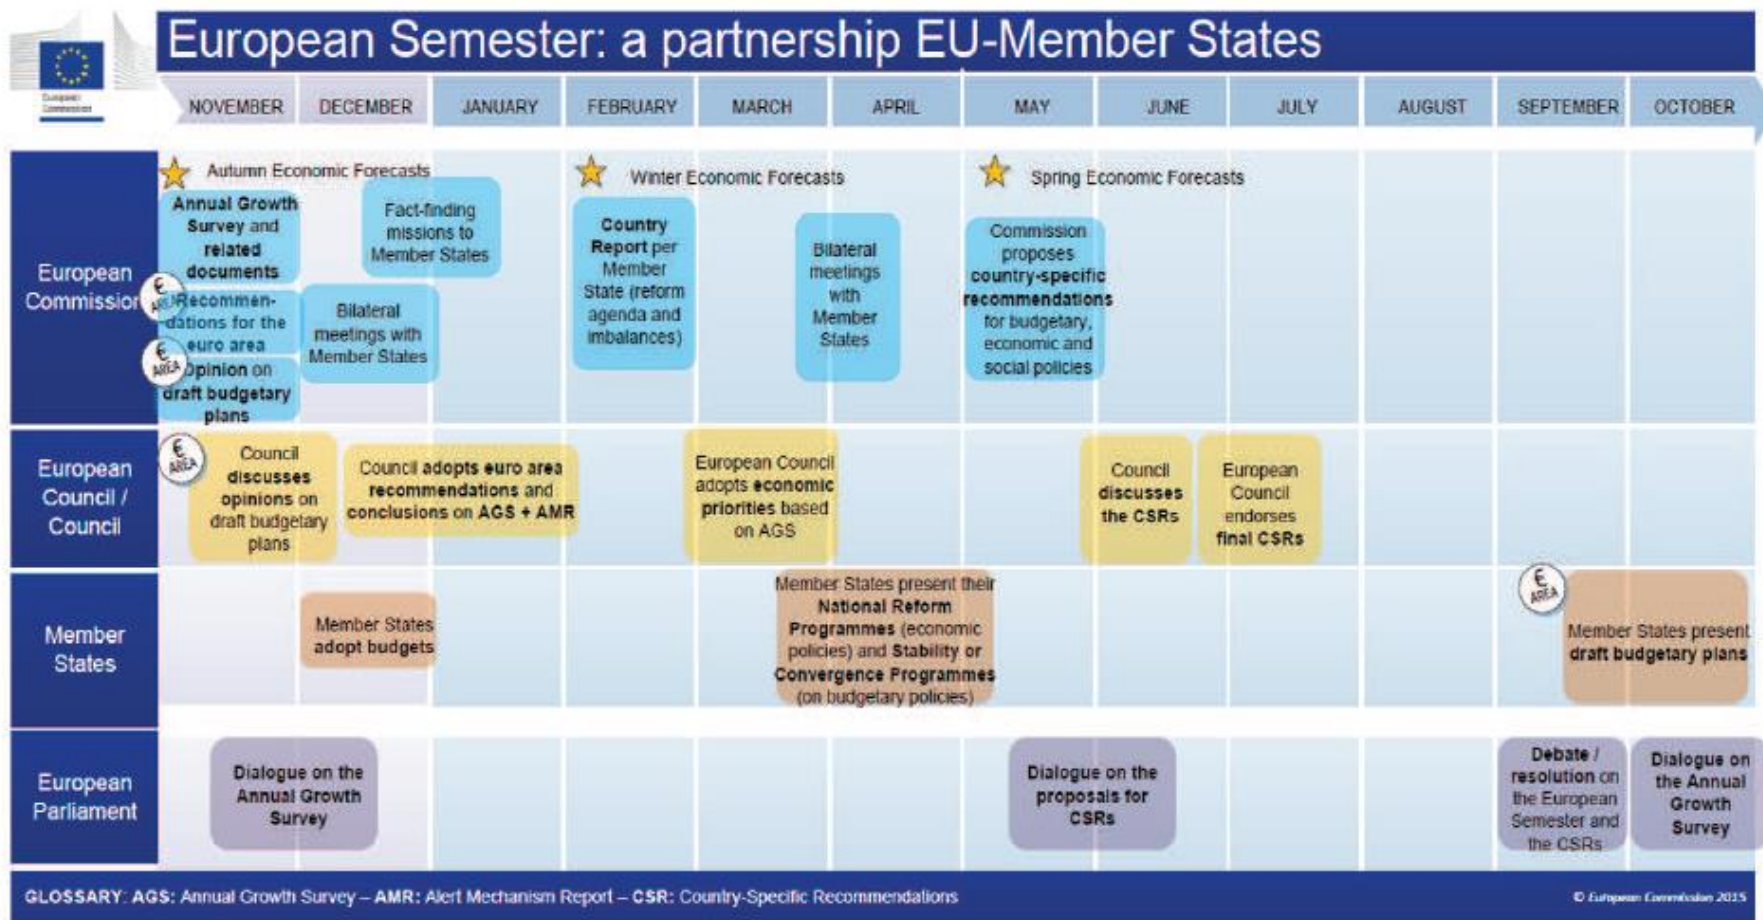 European Semester: a partnership EU-Member States
European
Commission
NOVEMBER
DECEMBER
JANUARY
FEBRUARY
MARCH
APRIL
MAY
JUNE
JULY
AUGUST
SEPTEMBER
OCTOBER
European
Commission
Autumn Economic Forecasts
Winter Economic Forecasts
Spring Economic Forecasts
Annual Growth
Survey and
related
documents
€
AREA
Recommen-
dations for the
euro area
€
AREA
Opinion on
draft budgetary
plans
Fact-finding
missions to
Member States
Bilateral
meetings with
Member States
Country
Report per
Member
State (reform
agenda and
imbalances)
Bilateral
meetings
with
Member
States
Commission
proposes
country-specific
recommendations
for budgetary,
economic and
social policies
European
Council /
Council
€
AREA
Council
discusses
opinions on
draft budgetary
plans
Council adopts euro area
recommendations and
conclusions on AGS + AMR
European Council
adopts economic
priorities based
on AGS
Council
discusses
the CSRs
European
Council
endorses
final CSRs
Member
States
Member States
adopt budgets
Member States present their
National Reform
Programmes (economic
policies) and Stability or
Convergence Programmes
(on budgetary policies)
€
AREA
Member States present
draft budgetary plans
European
Parliament
Dialogue on the
Annual Growth
Survey
Dialogue on the
proposals for
CSRs
Debate /
resolution on
the European
Semester and
the CSRs
Dialogue on
the Annual
Growth
Survey
GLOSSARY: AGS: Annual Growth Survey – AMR: Alert Mechanism Report – CSR: Country-Specific Recommendations
© European Commission 2015